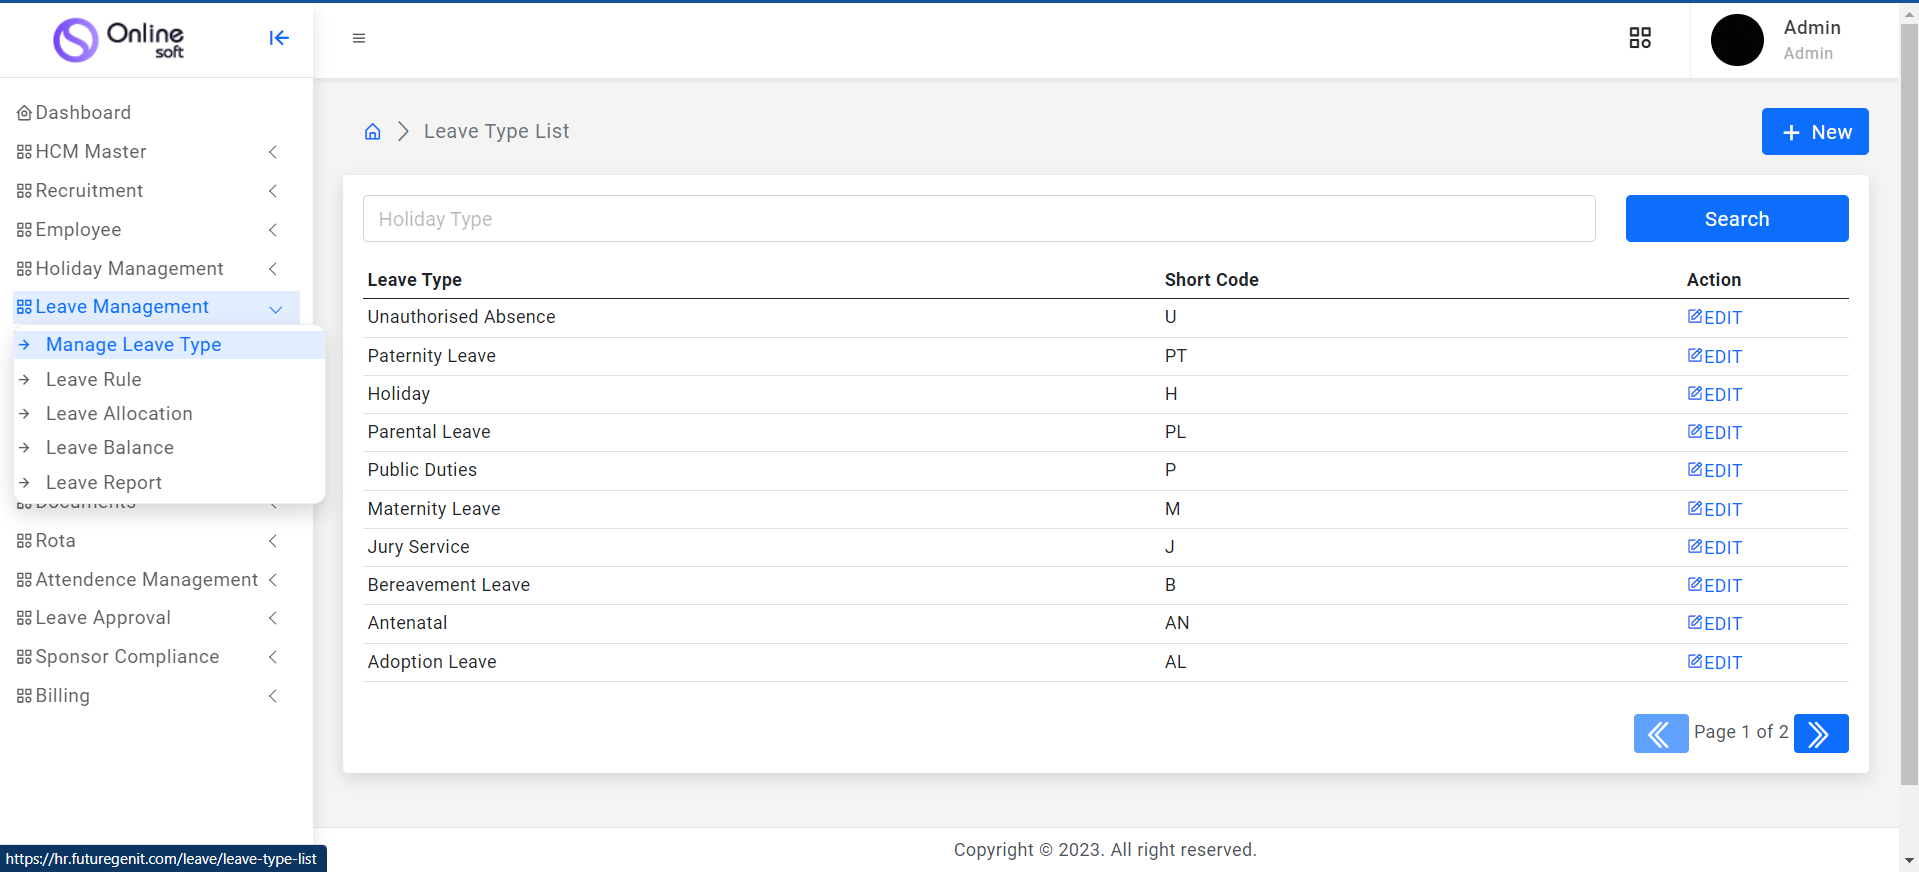 Online
soft
Admin
Admin
Dashboard
HCM Master
Recruitment
Employee
Holiday Management
Leave Management
Manage Leave Type
Leave Rule
Leave Allocation
Leave Balance
Leave Report
Documents
Rota
Attendence Management
Leave Approval
Sponsor Compliance
Billing
Leave Type List
+ New
Holiday Type
Search
Leave Type Short Code Action
Unauthorised Absence U EDIT
Paternity Leave PT EDIT
Holiday H EDIT
Parental Leave PL EDIT
Public Duties P EDIT
Maternity Leave M EDIT
Jury Service J EDIT
Bereavement Leave B EDIT
Antenatal AN EDIT
Adoption Leave AL EDIT
Page 1 of 2
Copyright © 2023. All right reserved.
https://hr.futuregenit.com/leave/leave-type-list